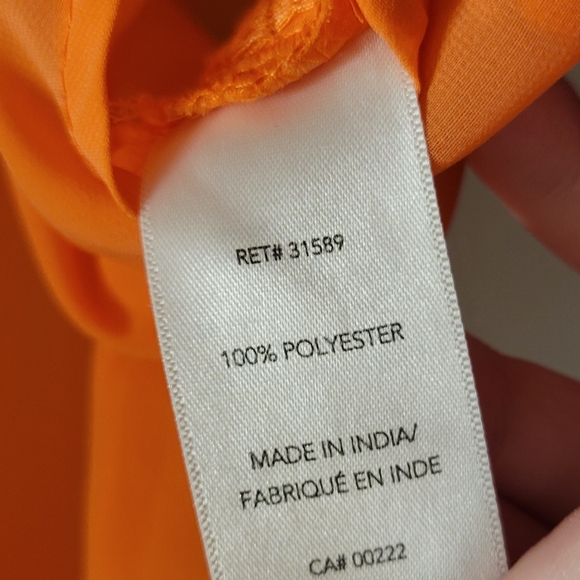 RET# 31589
100% POLYESTER
MADE IN INDIA/
FABRIQUÉ EN INDE
CA# 00222